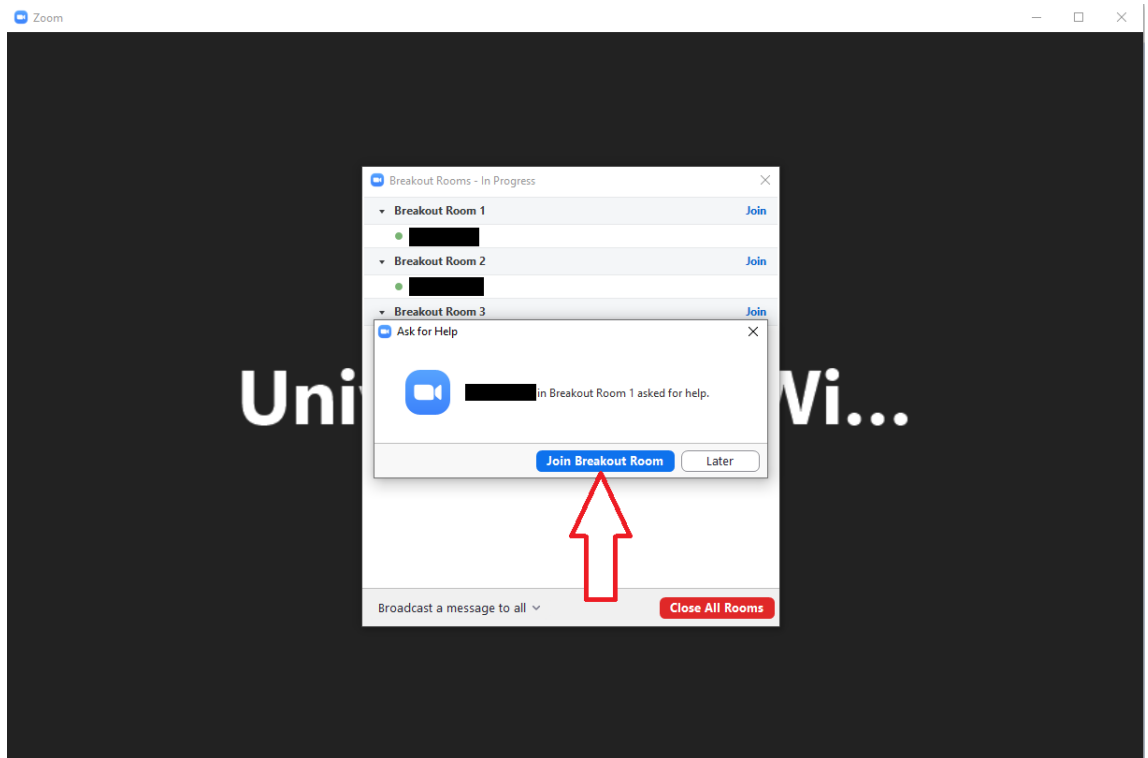 Zoom
Breakout Rooms - In Progress
Breakout Room 1 Join
Breakout Room 2 Join
Breakout Room 3 Join
Ask for Help
in Breakout Room 1 asked for help.
Uni Wi...
Join Breakout Room Later
Broadcast a message to all Close All Rooms